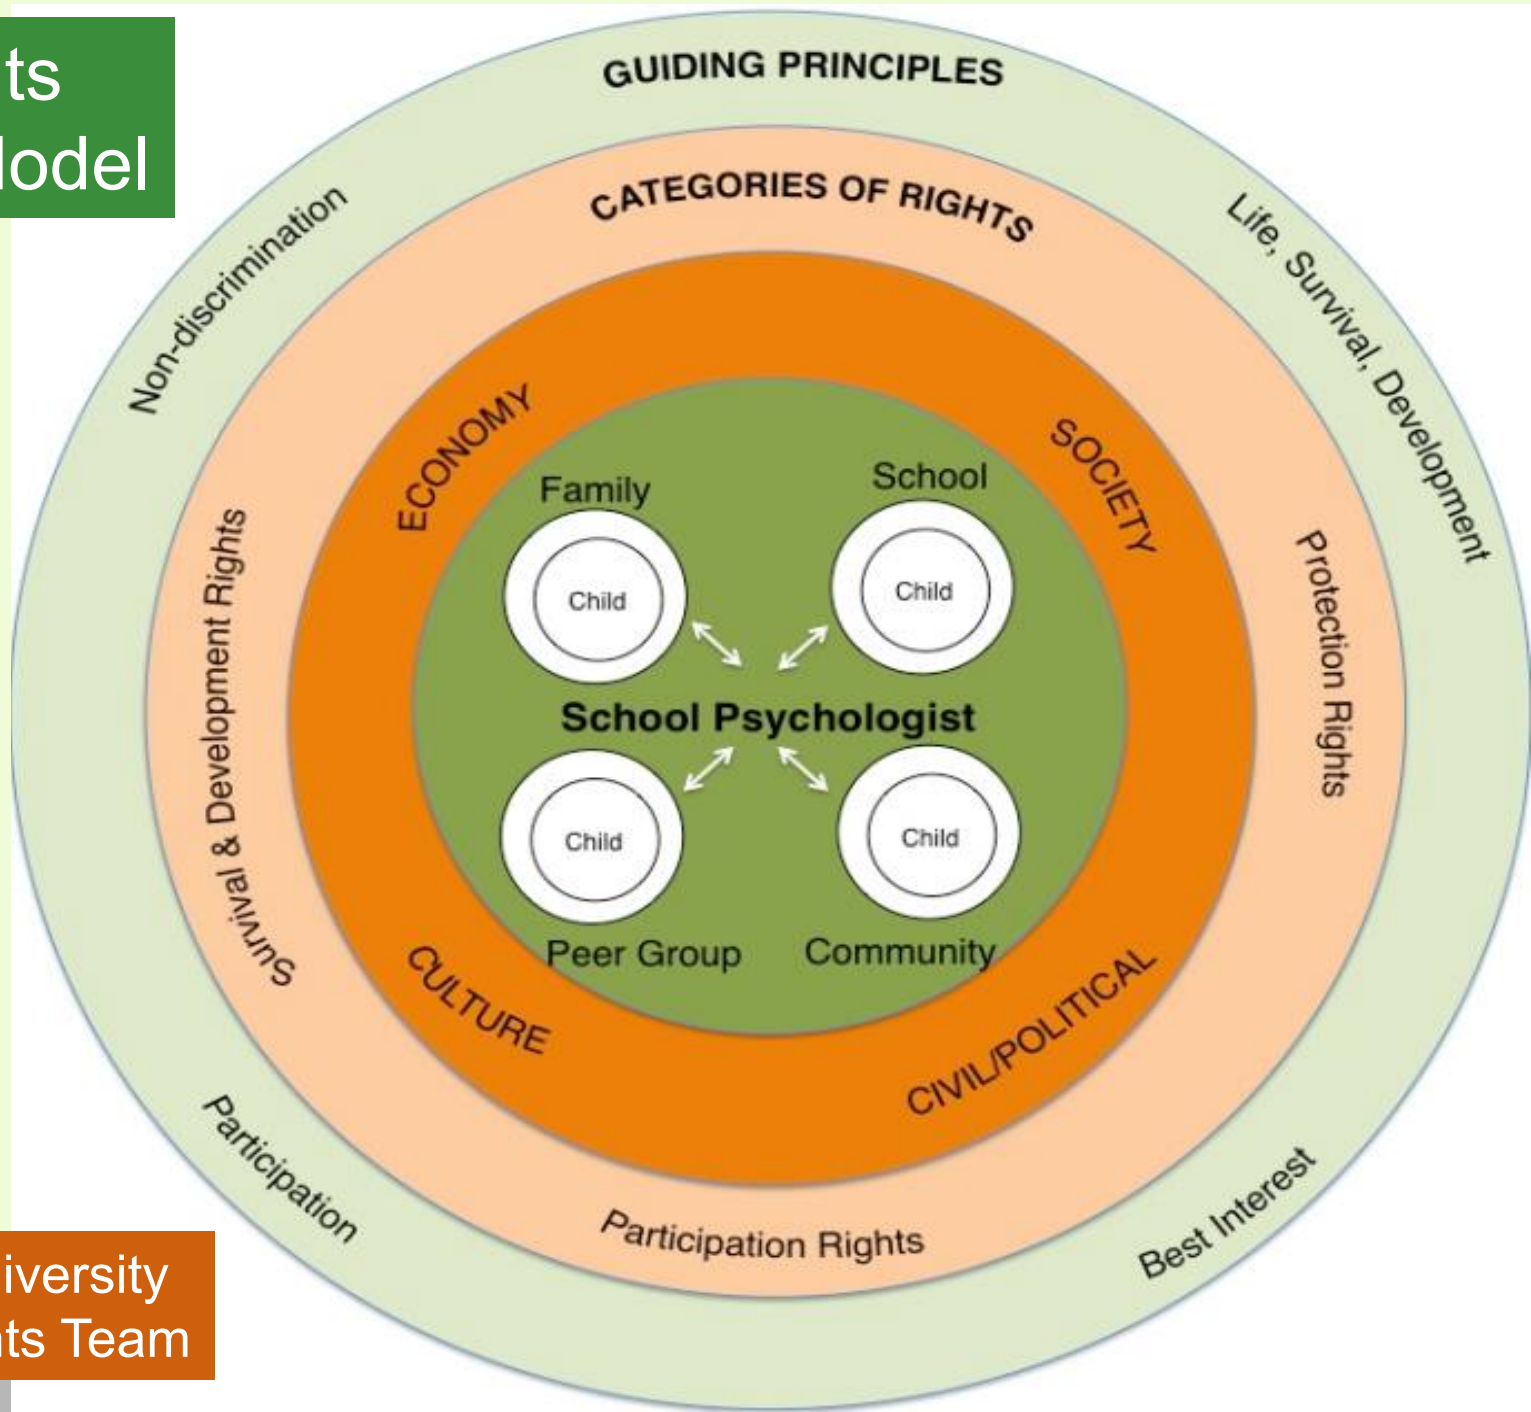 ts
lodel
GUIDING PRINCIPLES
CATEGORIES OF RIGHTS
Non-discrimination
Life, Survival, Development
ECONOMY
SOCIETY
Family
School
Child
Child
Survival & Development Rights
Protection Rights
School Psychologist
Child
Child
Peer Group
Community
CULTURE
CIVIL/POLITICAL
Participation
Participation Rights
Best Interest
iversity
ts Team